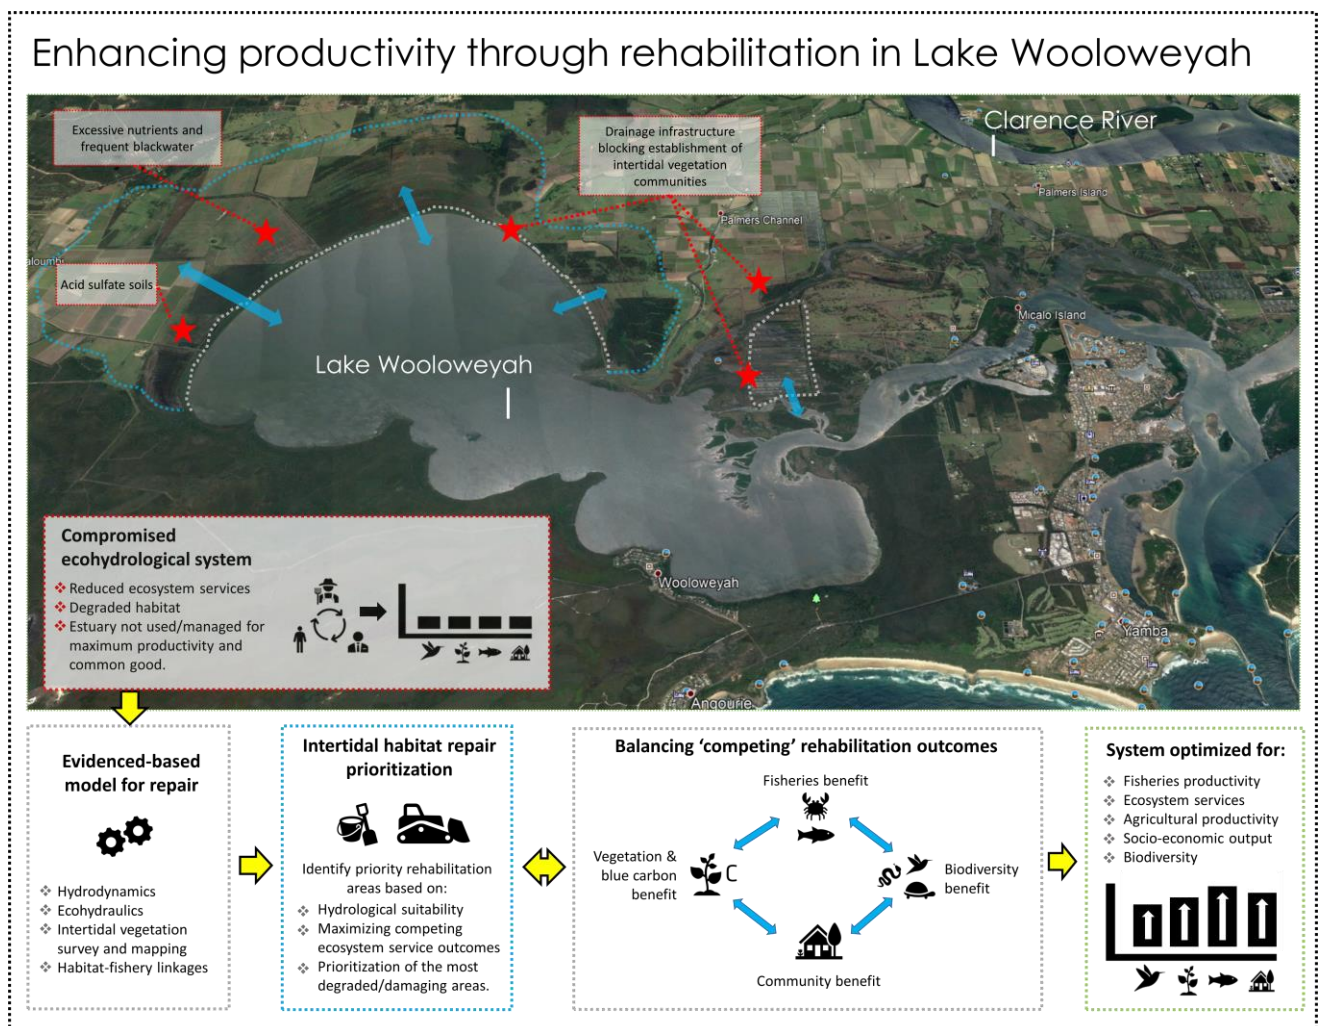 Enhancing productivity through rehabilitation in Lake Wooloweyah
Excessive nutrients and
frequent blackwater
Drainage infrastructure
blocking establishment of
intertidal vegetation
communities
Clarence River
Palmers Island
Palmers Channel
aloumb
Acid sulfate soils
Micalo Island
Lake Wooloweyah
Wooloweyah
Yamba
Angourie
Compromised
ecohydrological system
❖ Reduced ecosystem services
❖ Degraded habitat
❖ Estuary not used/managed for
maximum productivity and
common good.
Evidenced-based
model for repair
❖ Hydrodynamics
❖ Ecohydraulics
❖ Intertidal vegetation
survey and mapping
❖ Habitat-fishery linkages
Intertidal habitat repair
prioritization
Identify priority rehabilitation
areas based on:
❖ Hydrological suitability
❖ Maximizing competing
ecosystem service outcomes
❖ Prioritization of the most
degraded/damaging areas.
Balancing ‘competing’ rehabilitation outcomes
Fisheries benefit
Vegetation &
blue carbon
benefit
C
Biodiversity
benefit
Community benefit
System optimized for:
❖ Fisheries productivity
❖ Ecosystem services
❖ Agricultural productivity
❖ Socio-economic output
❖ Biodiversity